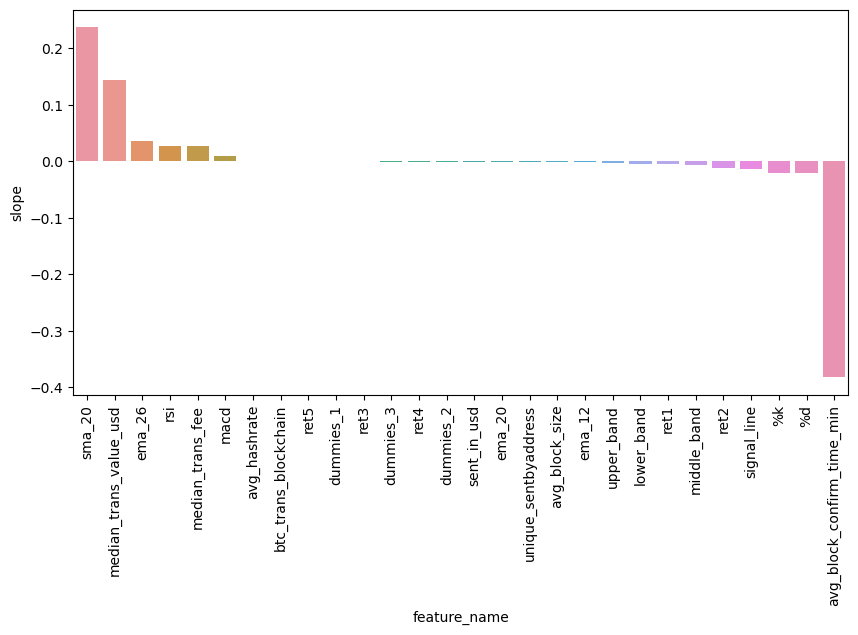 slope
0.2
0.1
0.0
−0.1
−0.2
−0.3
−0.4
sma_20
median_trans_value_usd
ema_26
rsi
median_trans_fee
macd
avg_hashrate
btc_trans_blockchain
ret5
dummies_1
ret3
dummies_3
ret4
dummies_2
sent_in_usd
ema_20
unique_sentbyaddress
avg_block_size
ema_12
upper_band
lower_band
ret1
middle_band
ret2
signal_line
%k
%d
avg_block_confirm_time_min
feature_name